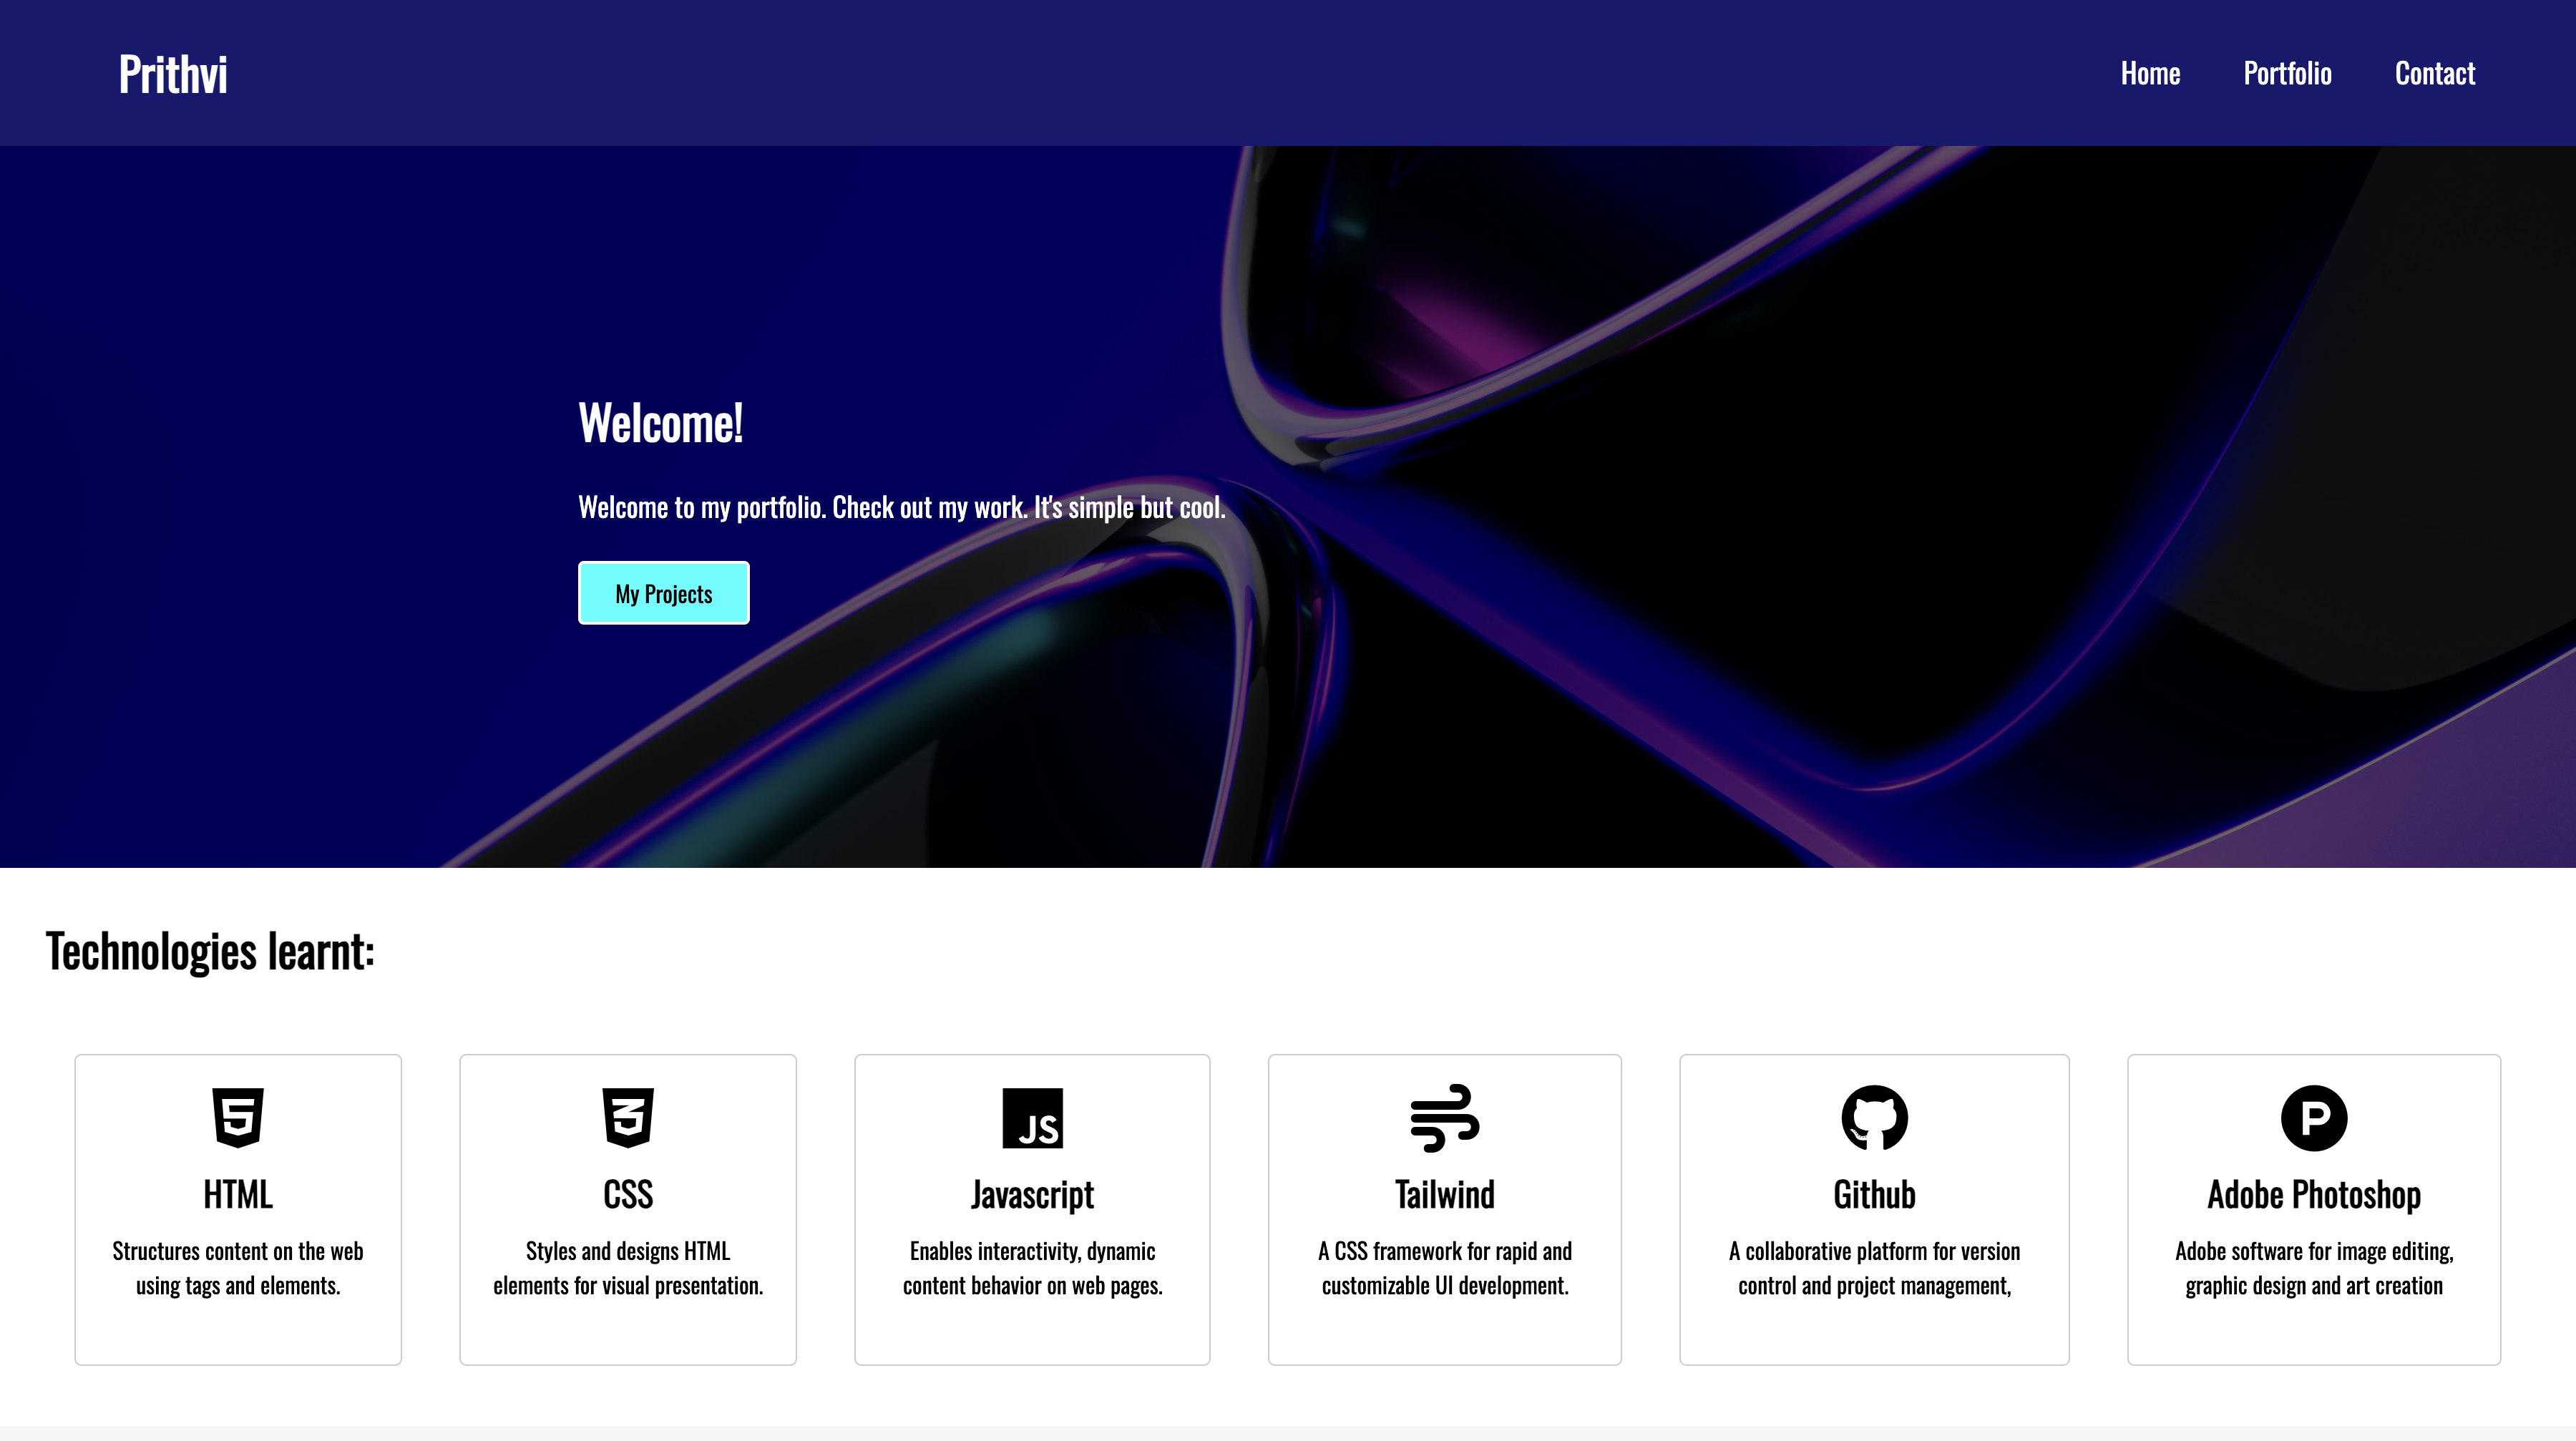 Prithvi
Home Portfolio Contact
Welcome!
Welcome to my portfolio. Check out my work. It's simple but cool.
My Projects
Technologies learnt:
HTML
Structures content on the web
using tags and elements.
CSS
Styles and designs HTML
elements for visual presentation.
JS
Javascript
Enables interactivity, dynamic
content behavior on web pages.
Tailwind
A CSS framework for rapid and
customizable UI development.
Github
A collaborative platform for version
control and project management,
P
Adobe Photoshop
Adobe software for image editing,
graphic design and art creation